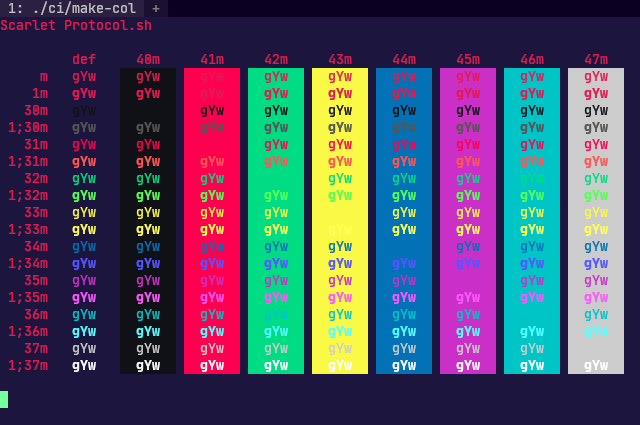 1: ./ci/make-col +
Scarlet Protocol.sh
def 40m 41m 42m 43m 44m 45m 46m 47m
m gYw gYw gYw gYw gYw gYw gYw gYw gYw
1m gYw gYw gYw gYw gYw gYw gYw gYw gYw
30m gYw gYw gYw gYw gYw gYw gYw gYw
1;30m gYw gYw gYw gYw gYw gYw gYw gYw gYw
31m gYw gYw gYw gYw gYw gYw gYw gYw
1;31m gYw gYw gYw gYw gYw gYw gYw gYw gYw
32m gYw gYw gYw gYw gYw gYw gYw gYw
1;32m gYw gYw gYw gYw gYw gYw gYw gYw gYw
33m gYw gYw gYw gYw gYw gYw gYw gYw
1;33m gYw gYw gYw gYw gYw gYw gYw gYw
34m gYw gYw gYw gYw gYw gYw gYw gYw
1;34m gYw gYw gYw gYw gYw gYw gYw gYw gYw
35m gYw gYw gYw gYw gYw gYw gYw gYw
1;35m gYw gYw gYw gYw gYw gYw gYw gYw gYw
36m gYw gYw gYw gYw gYw gYw gYw gYw
1;36m gYw gYw gYw gYw gYw gYw gYw gYw gYw
37m gYw gYw gYw gYw gYw gYw gYw gYw
1;37m gYw gYw gYw gYw gYw gYw gYw gYw gYw